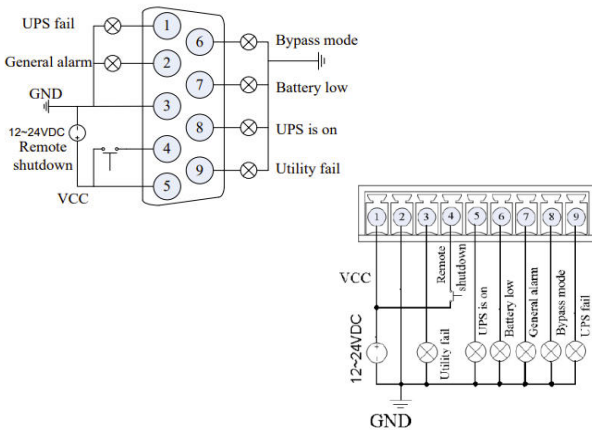 UPS fail
1
6
Bypass mode
General alarm
2
7
Battery low
GND
3
12~24VDC
8
UPS is on
Remote
shutdown
4
9
Utility fail
VCC
5
1 2 3 4 5 6 7 8 9
VCC
Remote
shutdown
12~24VDC
Utility fail
UPS is on
Battery low
General alarm
Bypass mode
UPS fail
GND